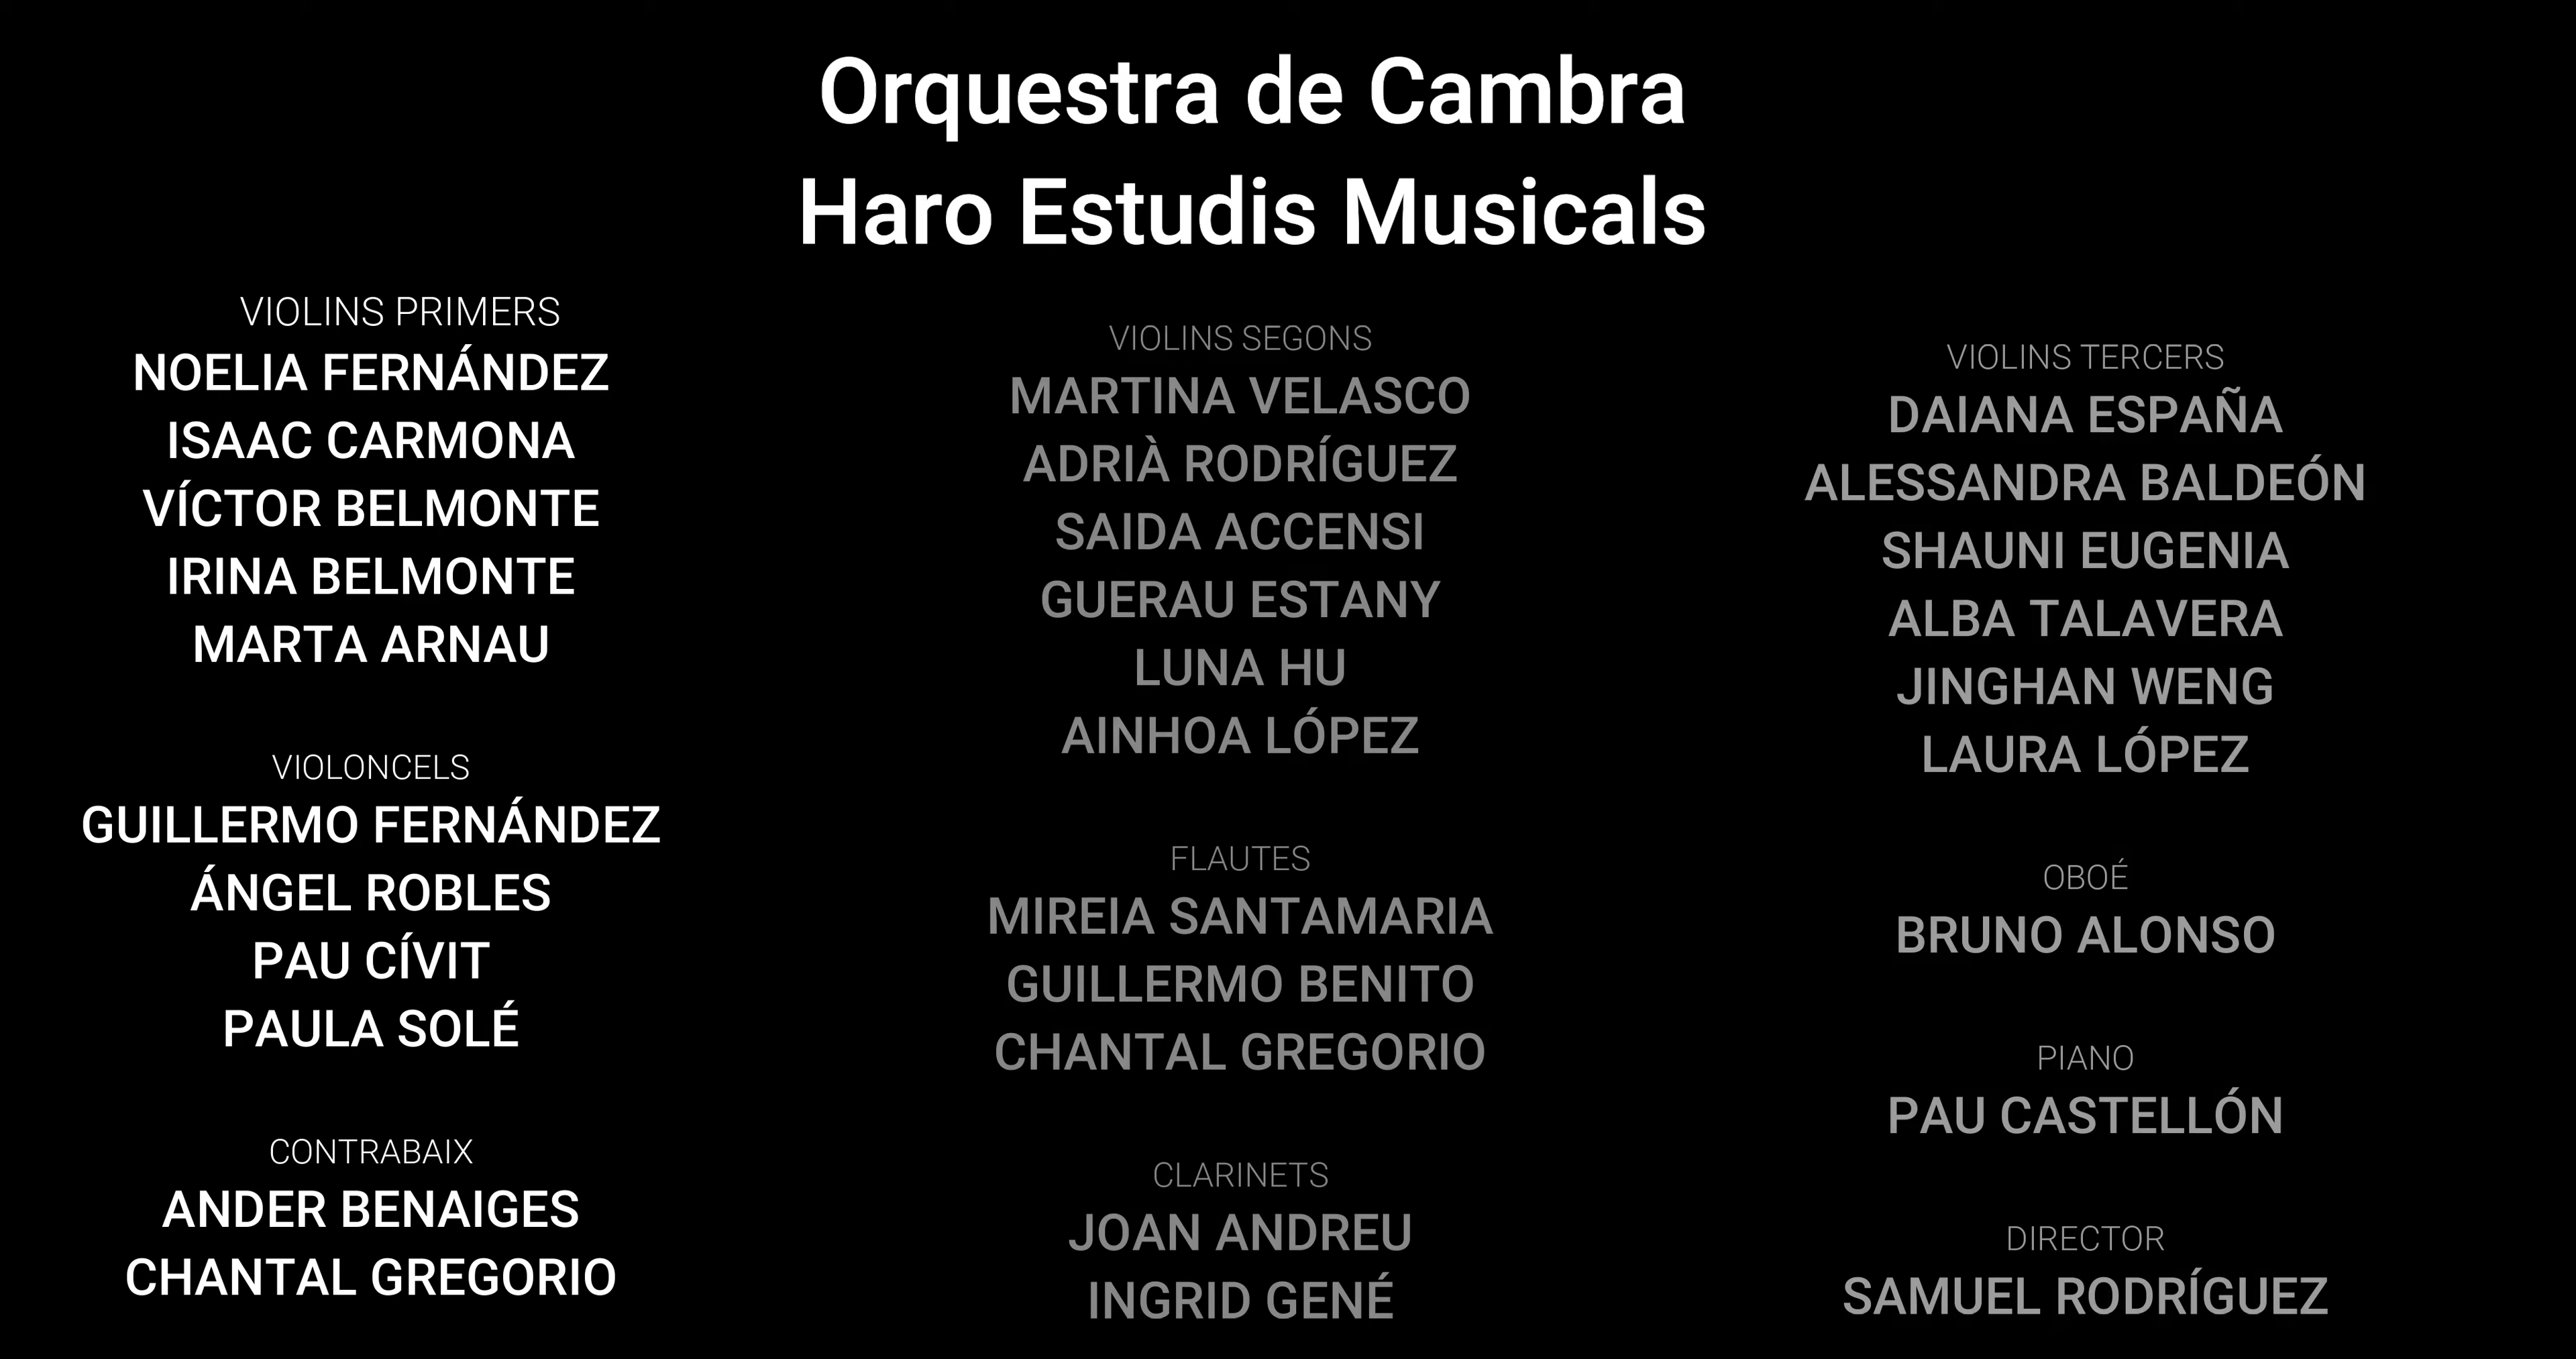 Orquestra de Cambra
Haro Estudis Musicals
VIOLINS PRIMERS
NOELIA FERNÁNDEZ
ISAAC CARMONA
VÍCTOR BELMONTE
IRINA BELMONTE
MARTA ARNAU
VIOLONCELS
GUILLERMO FERNÁNDEZ
ÁNGEL ROBLES
PAU CÍVIT
PAULA SOLÉ
CONTRABAIX
ANDER BENAIGES
CHANTAL GREGORIO
VIOLINS SEGONS
MARTINA VELASCO
ADRIÀ RODRÍGUEZ
SAIDA ACCENSI
GUERAU ESTANY
LUNA HU
AINHOA LÓPEZ
FLAUTES
MIREIA SANTAMARIA
GUILLERMO BENITO
CHANTAL GREGORIO
CLARINETS
JOAN ANDREU
INGRID GENÉ
VIOLINS TERCERS
DAIANA ESPAÑA
ALESSANDRA BALDEÓN
SHAUNI EUGENIA
ALBA TALAVERA
JINGHAN WENG
LAURA LÓPEZ
OBOÉ
BRUNO ALONSO
PIANO
PAU CASTELLÓN
DIRECTOR
SAMUEL RODRÍGUEZ